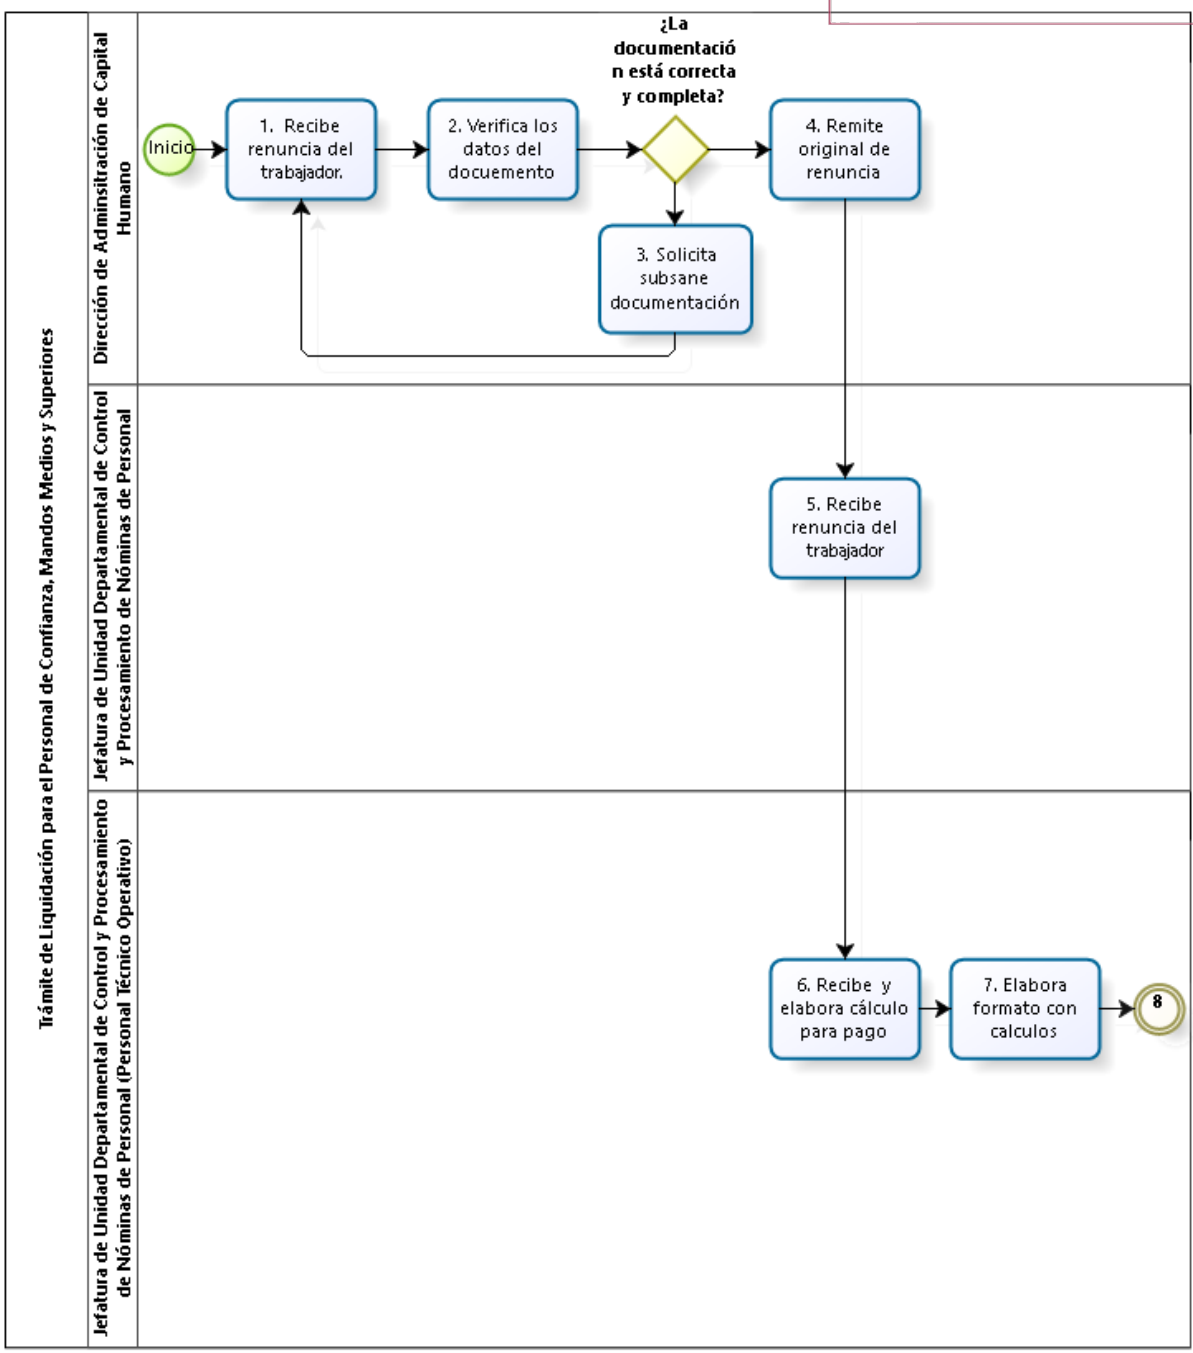 Trámite de Liquidación para el Personal de Confianza, Mandos Medios y Superiores
Dirección de Adminsitración de Capital
Humano
Inicio
1. Recibe
renuncia del
trabajador.
2. Verifica los
datos del
docuemento
¿La
documentació
n está correcta
y completa?
4. Remite
original de
renuncia
3. Solicita
subsane
documentación
Jefatura de Unidad Departamental de Control
y Procesamiento de Nóminas de Personal
5. Recibe
renuncia del
trabajador
Jefatura de Unidad Departamental de Control y Procesamiento
de Nóminas de Personal (Personal Técnico Operativo)
6. Recibe y
elabora cálculo
para pago
7. Elabora
formato con
calculos
8